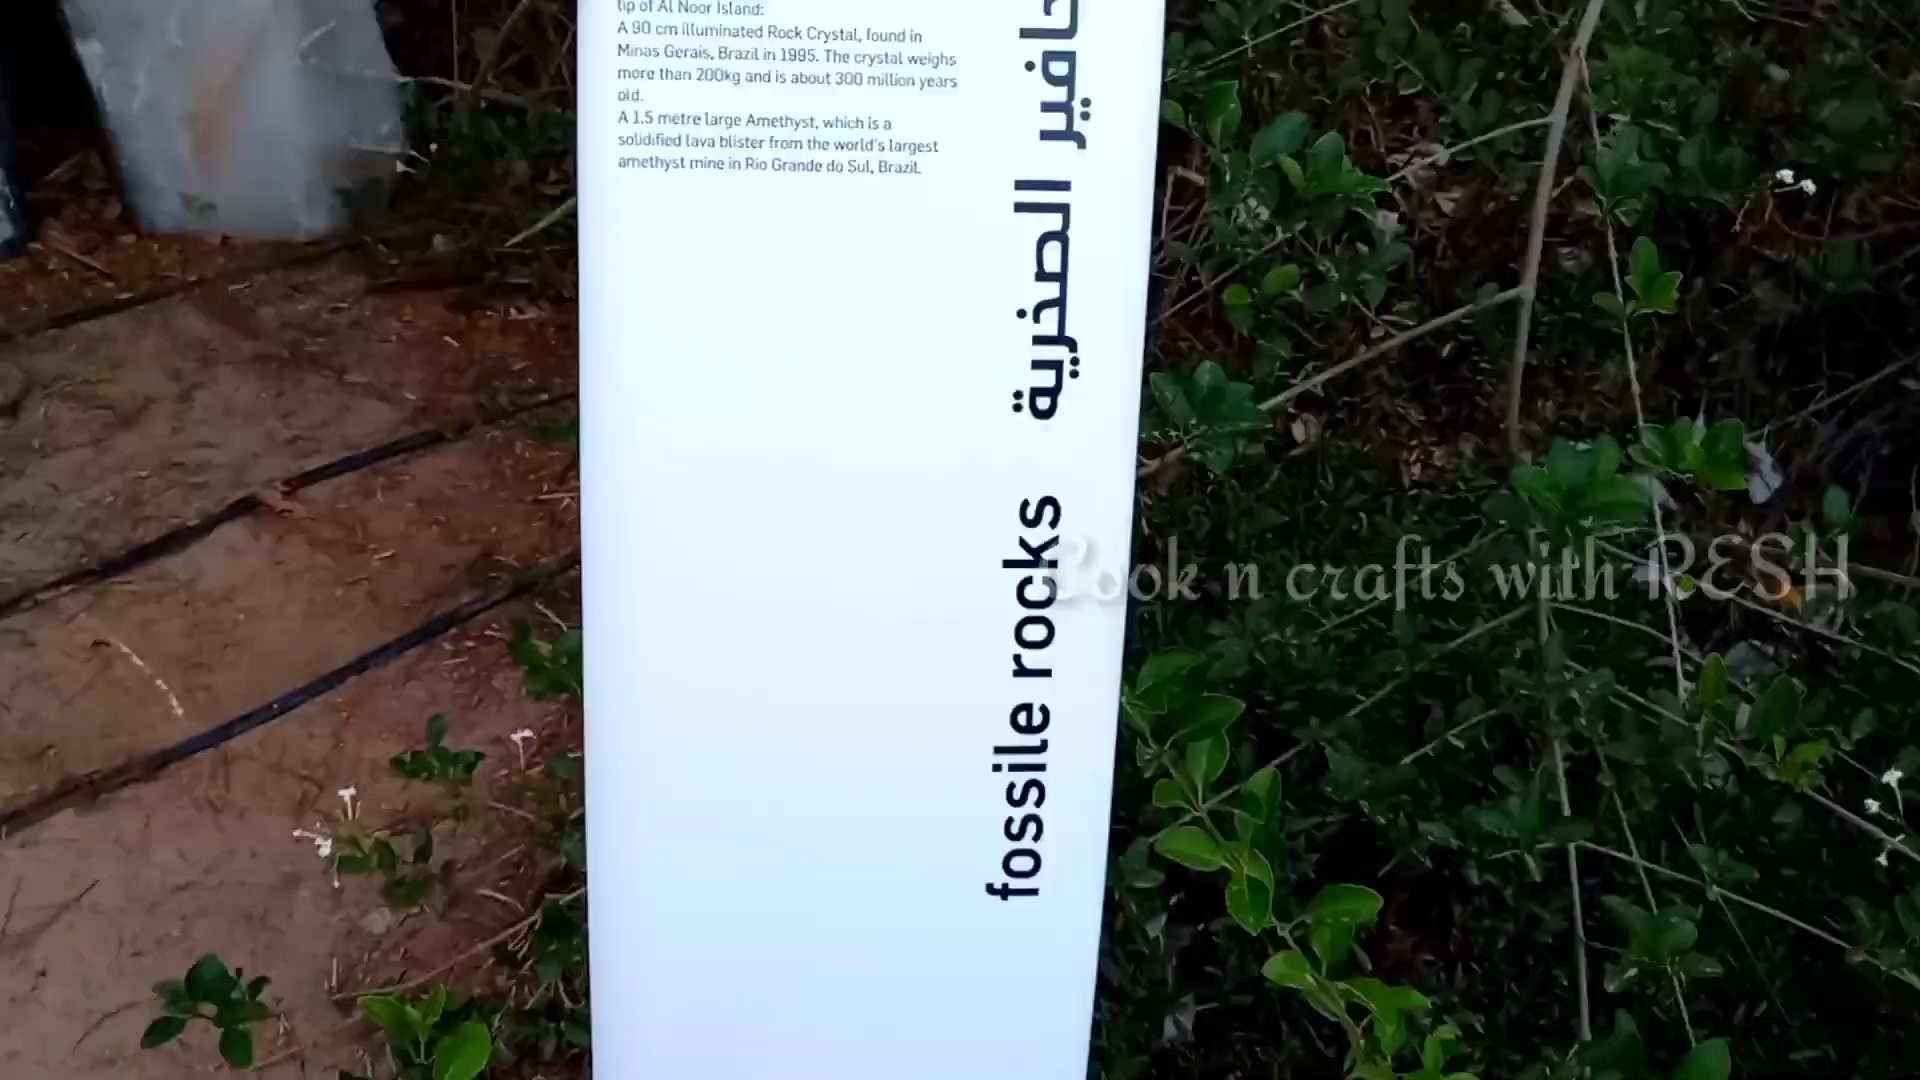 tip of Al Noor Island:
A 90 cm illuminated Rock Crystal, found in
Minas Gerais, Brazil in 1995. The crystal weighs
more than 200kg and is about 300 million years
old.
A 1.5 metre large Amethyst, which is a
solidified lava blister from the world's largest
amethyst mine in Rio Grande do Sul, Brazil.
الصخرية
fossile rocks
Cook n crafts with RESH